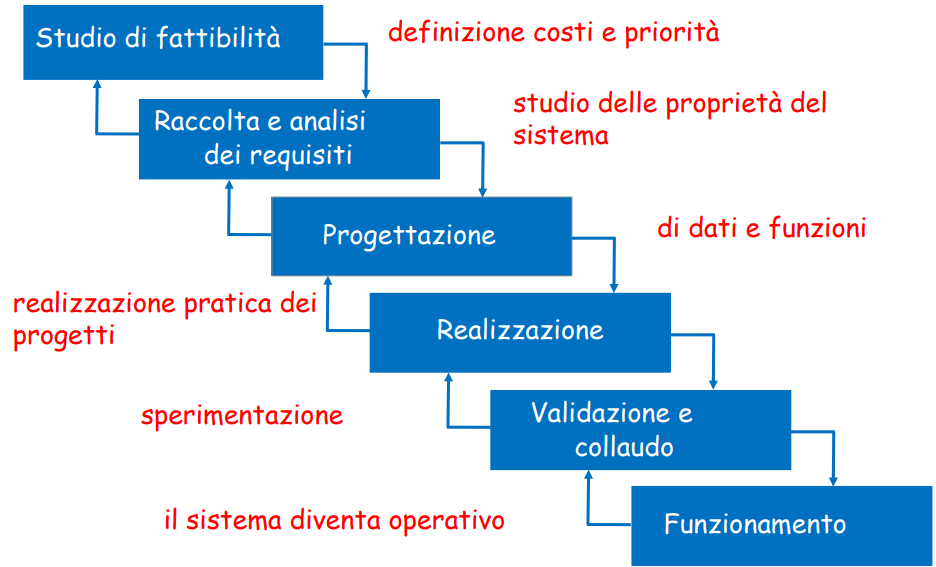 Studio di fattibilità
definizione costi e priorità
Raccolta e analisi
dei requisiti
studio delle proprietà del
sistema
Progettazione
di dati e funzioni
realizzazione pratica dei
progetti
Realizzazione
sperimentazione
Validazione e
collaudo
il sistema diventa operativo
Funzionamento